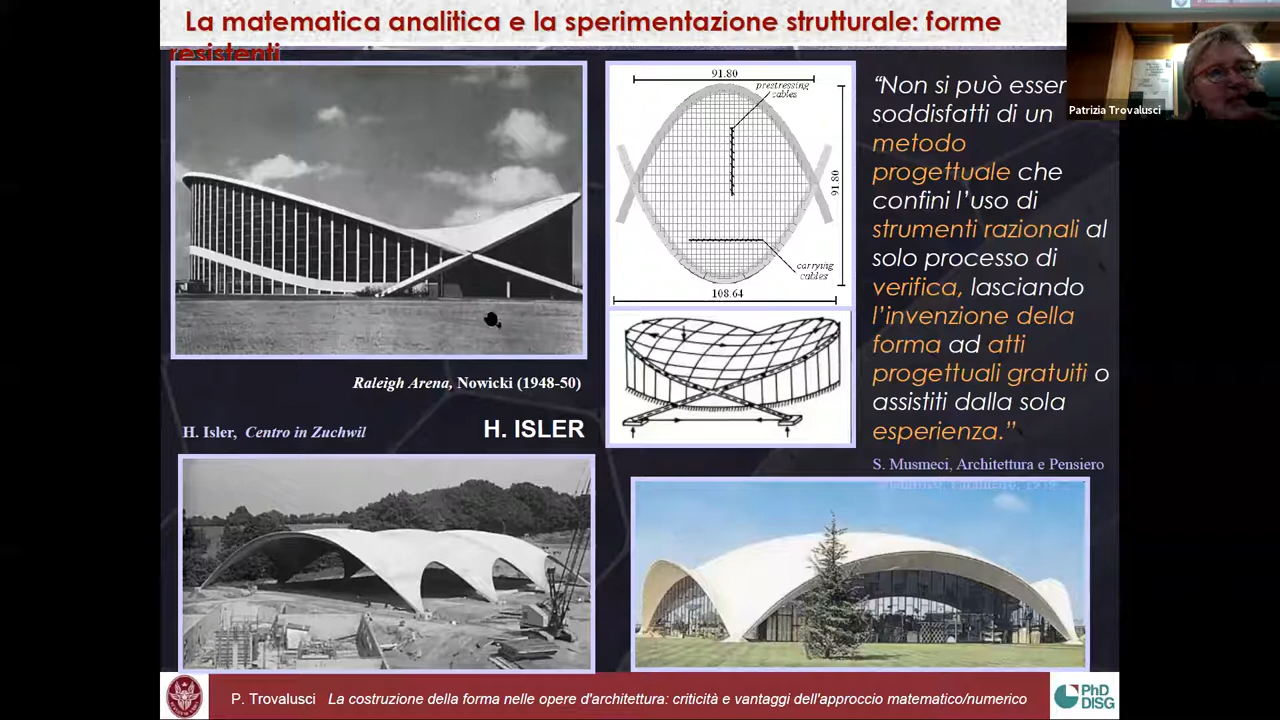 La matematica analitica e la sperimentazione strutturale: forme
resistenti
Patrizia Trovalusci
91.80
prestressing
cables
91.80
carrying
cables
108.64
“Non si può esser
soddisfatti di un
metodo
progettuale che
confini l’uso di
strumenti razionali al
solo processo di
verifica, lasciando
l’invenzione della
forma ad atti
progettuali gratuiti o
assistiti dalla sola
esperienza.”
S. Musmeci, Architettura e Pensiero
Raleigh Arena, Nowicki (1948-50)
H. Isler, Centro in Zuchwil
H. ISLER
P. Trovalusci La costruzione della forma nelle opere d'architettura: criticità e vantaggi dell'approccio matematico/numerico
PhD
DISG